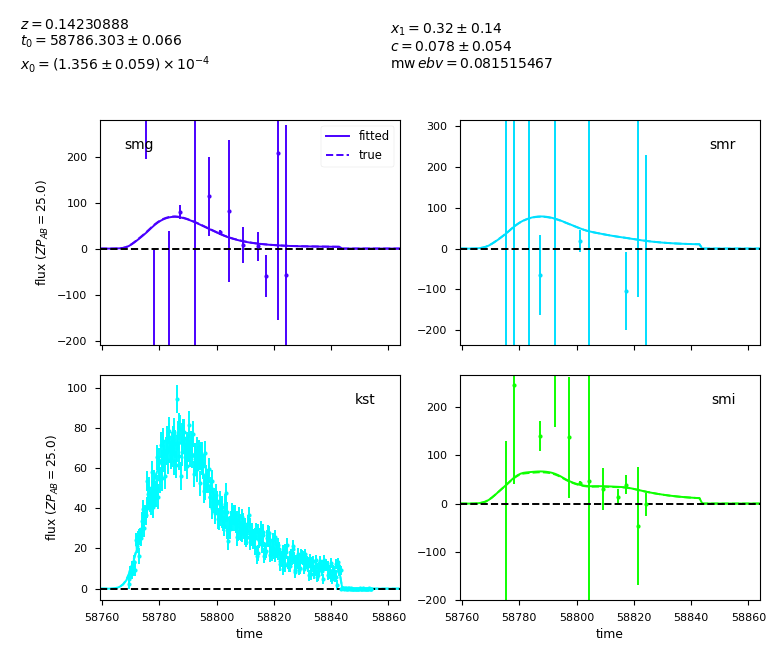 z = 0.14230888
t₀ = 58786.303 ± 0.066
x₀ = (1.356 ± 0.059) × 10⁻⁴
x₁ = 0.32 ± 0.14
c = 0.078 ± 0.054
mw ebv = 0.081515467
smg
fitted
true
200
100
0
−100
−200
flux (ZP_AB = 25.0)
smr
300
200
100
0
−100
−200
kst
100
80
60
40
20
0
flux (ZP_AB = 25.0)
58760 58780 58800 58820 58840 58860
time
smi
200
100
0
−100
−200
58760 58780 58800 58820 58840 58860
time